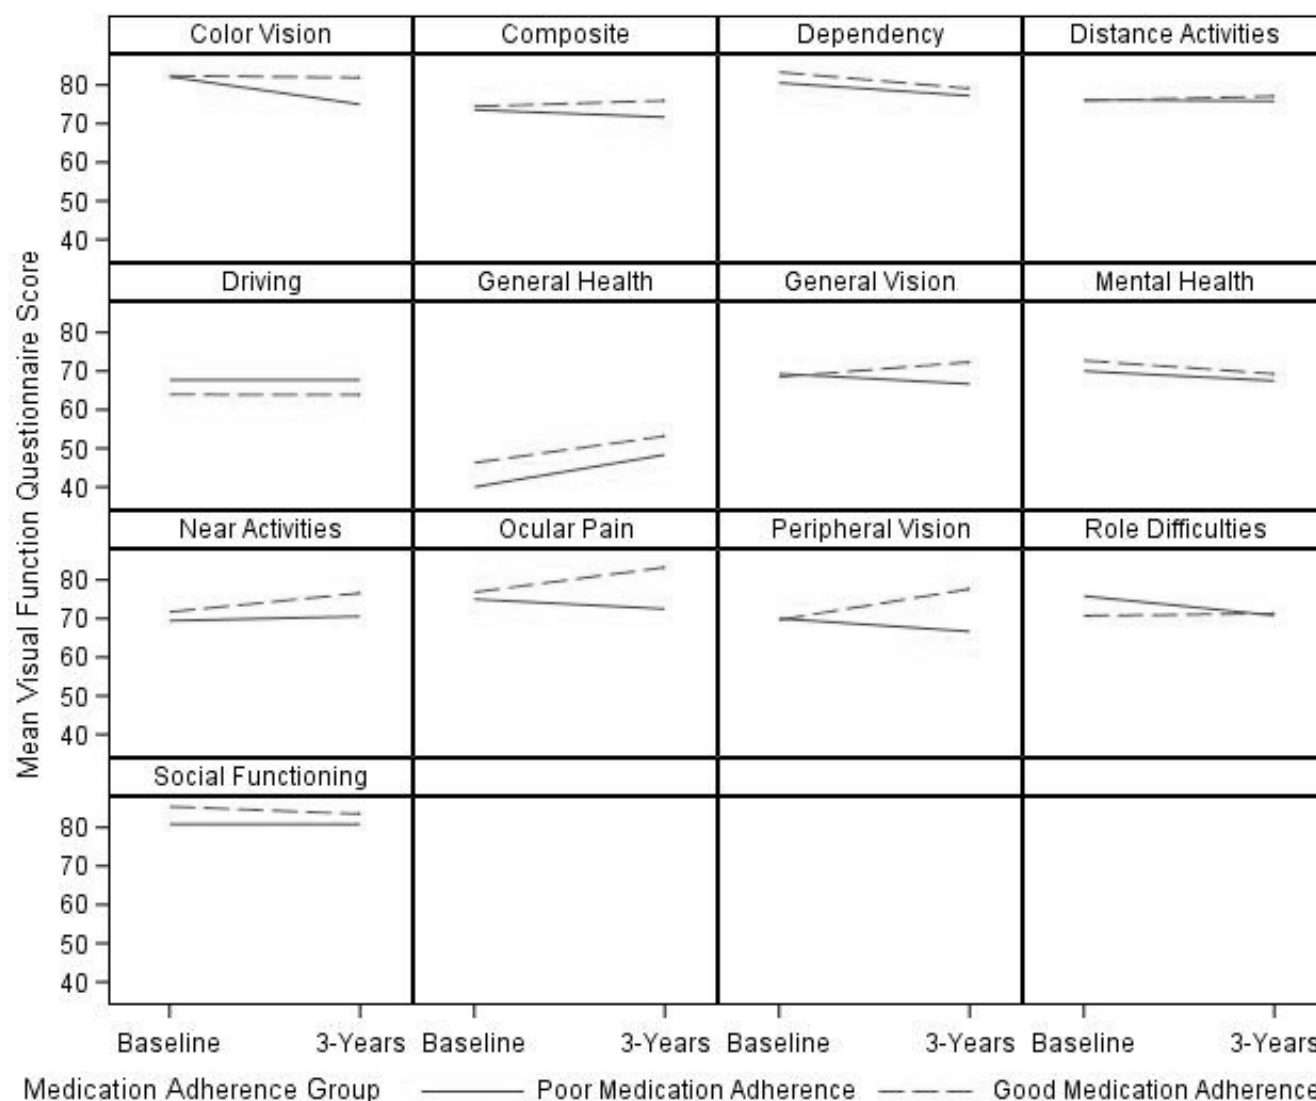 Color Vision Composite Dependency Distance Activities
80
70
60
50
40
Driving General Health General Vision Mental Health
80
70
60
50
40
Near Activities Ocular Pain Peripheral Vision Role Difficulties
80
70
60
50
40
Social Functioning
80
70
60
50
40
Mean Visual Function Questionnaire Score
Baseline 3-Years Baseline 3-Years Baseline 3-Years Baseline 3-Years
Medication Adherence Group Poor Medication Adherence Good Medication Adherence